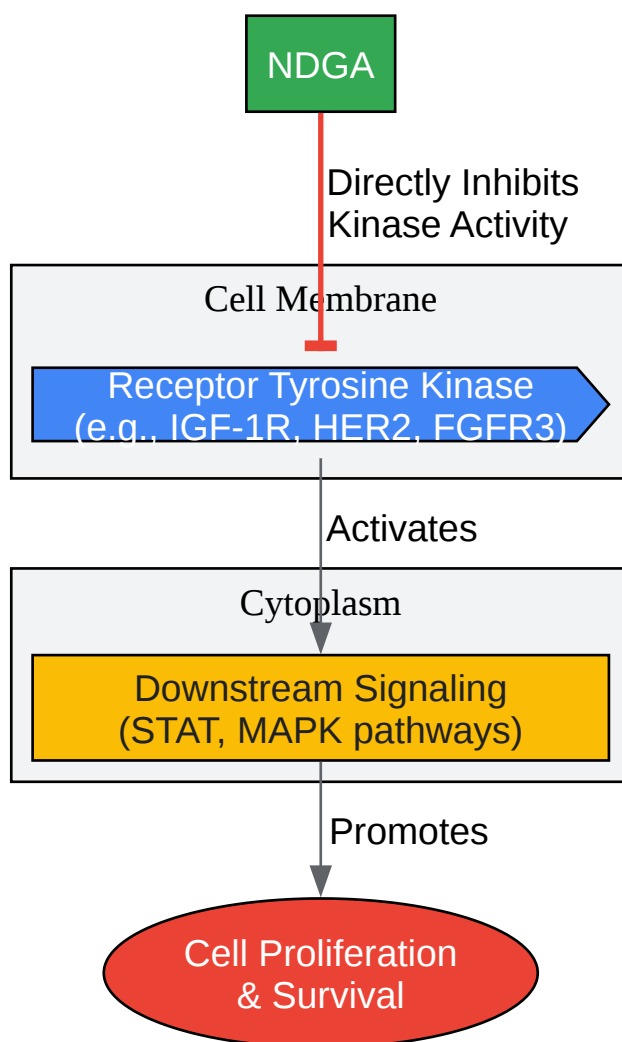 NDGA
Directly Inhibits
Kinase Activity
Cell Membrane
Receptor Tyrosine Kinase
(e.g., IGF-1R, HER2, FGFR3)
Activates
Cytoplasm
Downstream Signaling
(STAT, MAPK pathways)
Promotes
Cell Proliferation
& Survival